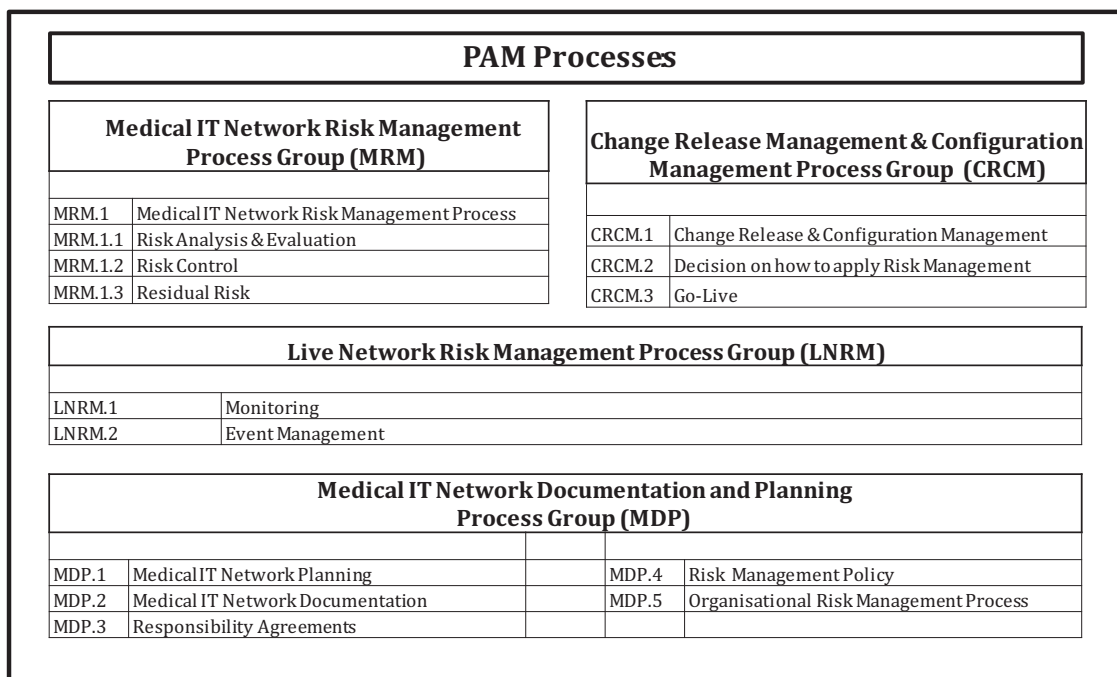 PAM Processes
Medical IT Network Risk Management
Process Group (MRM)
MRM.1 Medical IT Network Risk Management Process
MRM.1.1 Risk Analysis & Evaluation
MRM.1.2 Risk Control
MRM.1.3 Residual Risk
Change Release Management & Configuration
Management Process Group (CRCM)
CRCM.1 Change Release & Configuration Management
CRCM.2 Decision on how to apply Risk Management
CRCM.3 Go-Live
Live Network Risk Management Process Group (LNRM)
LNRM.1 Monitoring
LNRM.2 Event Management
Medical IT Network Documentation and Planning
Process Group (MDP)
MDP.1 Medical IT Network Planning MDP.4 Risk Management Policy
MDP.2 Medical IT Network Documentation MDP.5 Organisational Risk Management Process
MDP.3 Responsibility Agreements